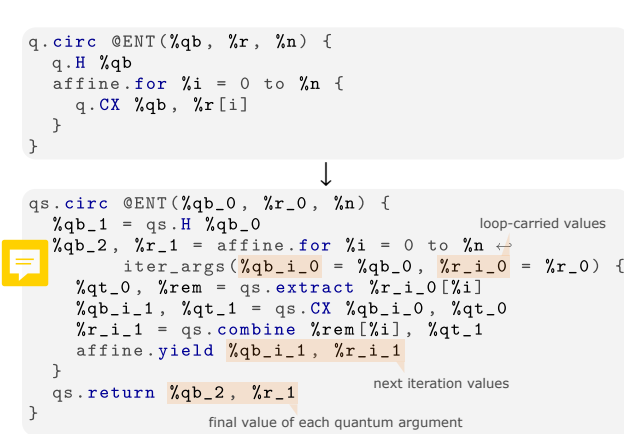 q.circ @ENT(%qb, %r, %n) {
q.H %qb
affine.for %i = 0 to %n {
q.CX %qb, %r[i]
}
}
↓
qs.circ @ENT(%qb_0, %r_0, %n) {
%qb_1 = qs.H %qb_0
loop-carried values
%qb_2, %r_1 = affine.for %i = 0 to %n ↩
iter_args(%qb_i_0 = %qb_0, %r_i_0 = %r_0) {
%qt_0, %rem = qs.extract %r_i_0[%i]
%qb_i_1, %qt_1 = qs.CX %qb_i_0, %qt_0
%r_i_1 = qs.combine %rem[%i], %qt_1
affine.yield %qb_i_1, %r_i_1
}
next iteration values
qs.return %qb_2, %r_1
}
final value of each quantum argument